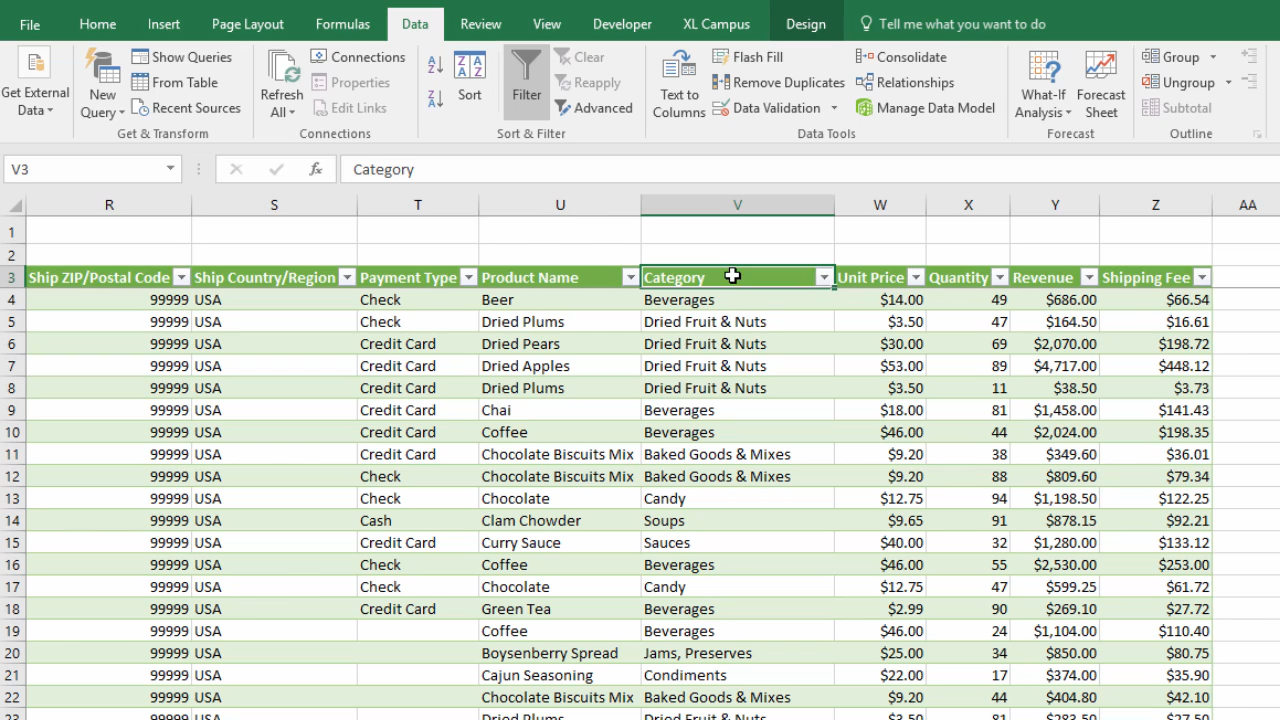 File Home Insert Page Layout Formulas Data Review View Developer XL Campus Design Tell me what you want to do
Get External Data
New Query
Show Queries
From Table
Recent Sources
Get & Transform
Refresh All
Connections
Properties
Edit Links
Connections
Sort
Filter
Clear
Reapply
Advanced
Sort & Filter
Text to Columns
Flash Fill
Remove Duplicates
Data Validation
Consolidate
Relationships
Manage Data Model
Data Tools
What-If Analysis
Forecast Sheet
Forecast
Group
Ungroup
Subtotal
Outline
V3 fx Category
R S T U V W X Y Z AA
1
2
3 Ship ZIP/Postal Code Ship Country/Region Payment Type Product Name Category Unit Price Quantity Revenue Shipping Fee
4 99999 USA Check Beer Beverages $14.00 49 $686.00 $66.54
5 99999 USA Check Dried Plums Dried Fruit & Nuts $3.50 47 $164.50 $16.61
6 99999 USA Credit Card Dried Pears Dried Fruit & Nuts $30.00 69 $2,070.00 $198.72
7 99999 USA Credit Card Dried Apples Dried Fruit & Nuts $53.00 89 $4,717.00 $448.12
8 99999 USA Credit Card Dried Plums Dried Fruit & Nuts $3.50 11 $38.50 $3.73
9 99999 USA Credit Card Chai Beverages $18.00 81 $1,458.00 $141.43
10 99999 USA Credit Card Coffee Beverages $46.00 44 $2,024.00 $198.35
11 99999 USA Credit Card Chocolate Biscuits Mix Baked Goods & Mixes $9.20 38 $349.60 $36.01
12 99999 USA Check Chocolate Biscuits Mix Baked Goods & Mixes $9.20 88 $809.60 $79.34
13 99999 USA Check Chocolate Candy $12.75 94 $1,198.50 $122.25
14 99999 USA Cash Clam Chowder Soups $9.65 91 $878.15 $92.21
15 99999 USA Credit Card Curry Sauce Sauces $40.00 32 $1,280.00 $133.12
16 99999 USA Check Coffee Beverages $46.00 55 $2,530.00 $253.00
17 99999 USA Check Chocolate Candy $12.75 47 $599.25 $61.72
18 99999 USA Credit Card Green Tea Beverages $2.99 90 $269.10 $27.72
19 99999 USA Coffee Beverages $46.00 24 $1,104.00 $110.40
20 99999 USA Boysenberry Spread Jams, Preserves $25.00 34 $850.00 $80.75
21 99999 USA Cajun Seasoning Condiments $22.00 17 $374.00 $35.90
22 99999 USA Chocolate Biscuits Mix Baked Goods & Mixes $9.20 44 $404.80 $42.10
23 99999 USA Dried Plums Dried Fruit & Nuts $3.50 81 $283.50 $27.50